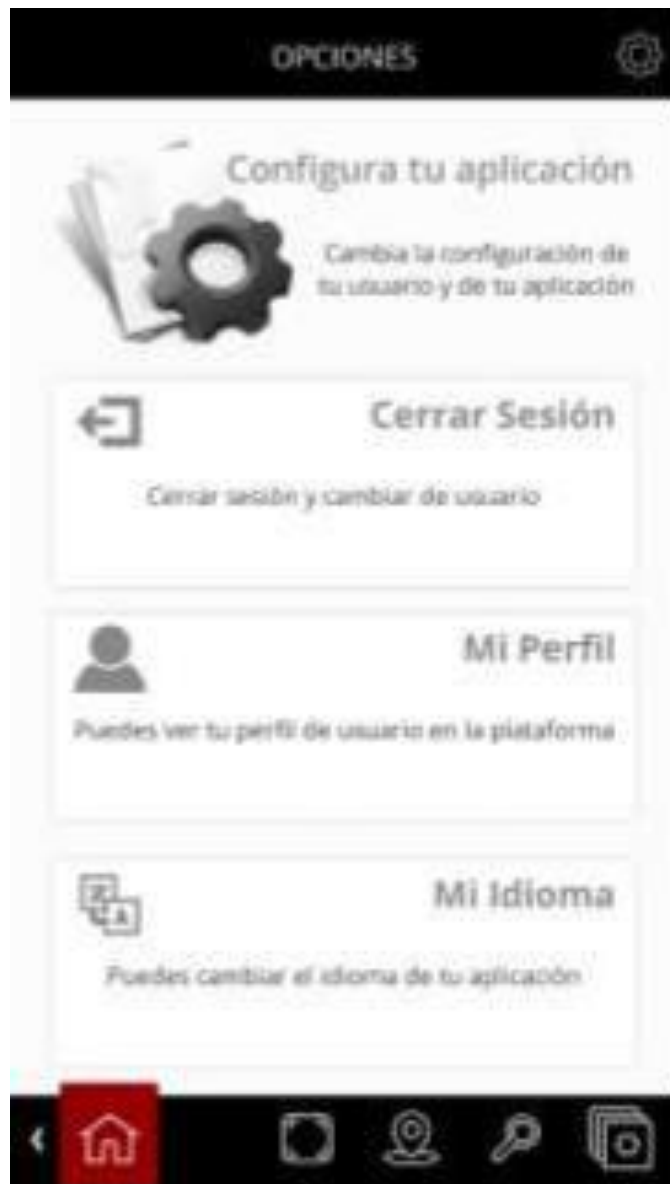 OPCIONES
Configura tu aplicación
Cambia la configuración de
tu usuario y de tu aplicación
Cerrar Sesión
Cerrar sesión y cambiar de usuario
Mi Perfil
Puedes ver tu perfil de usuario en la plataforma
Mi Idioma
Puedes cambiar el idioma de tu aplicación